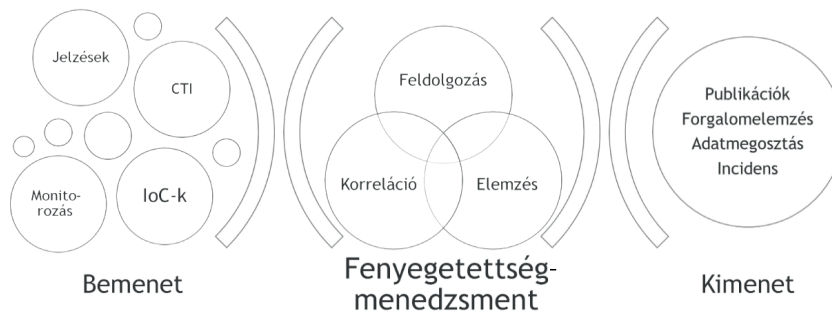 Jelzések
CTI
Monito-
rozás
IoC-k
Bemenet
Feldolgozás
Korreláció
Elemzés
Fenyegetettség-
menedzsment
Publikációk
Forgalomelemzés
Adatmegosztás
Incidens
Kimenet